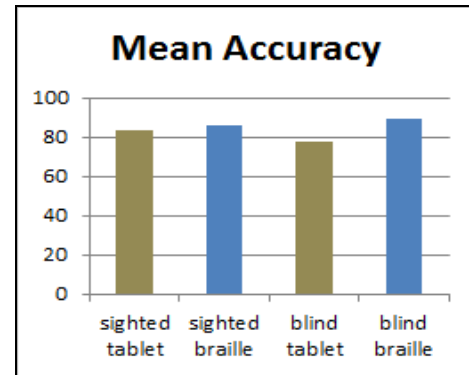 Mean Accuracy
100
80
60
40
20
0
sighted tablet
sighted braille
blind tablet
blind braille